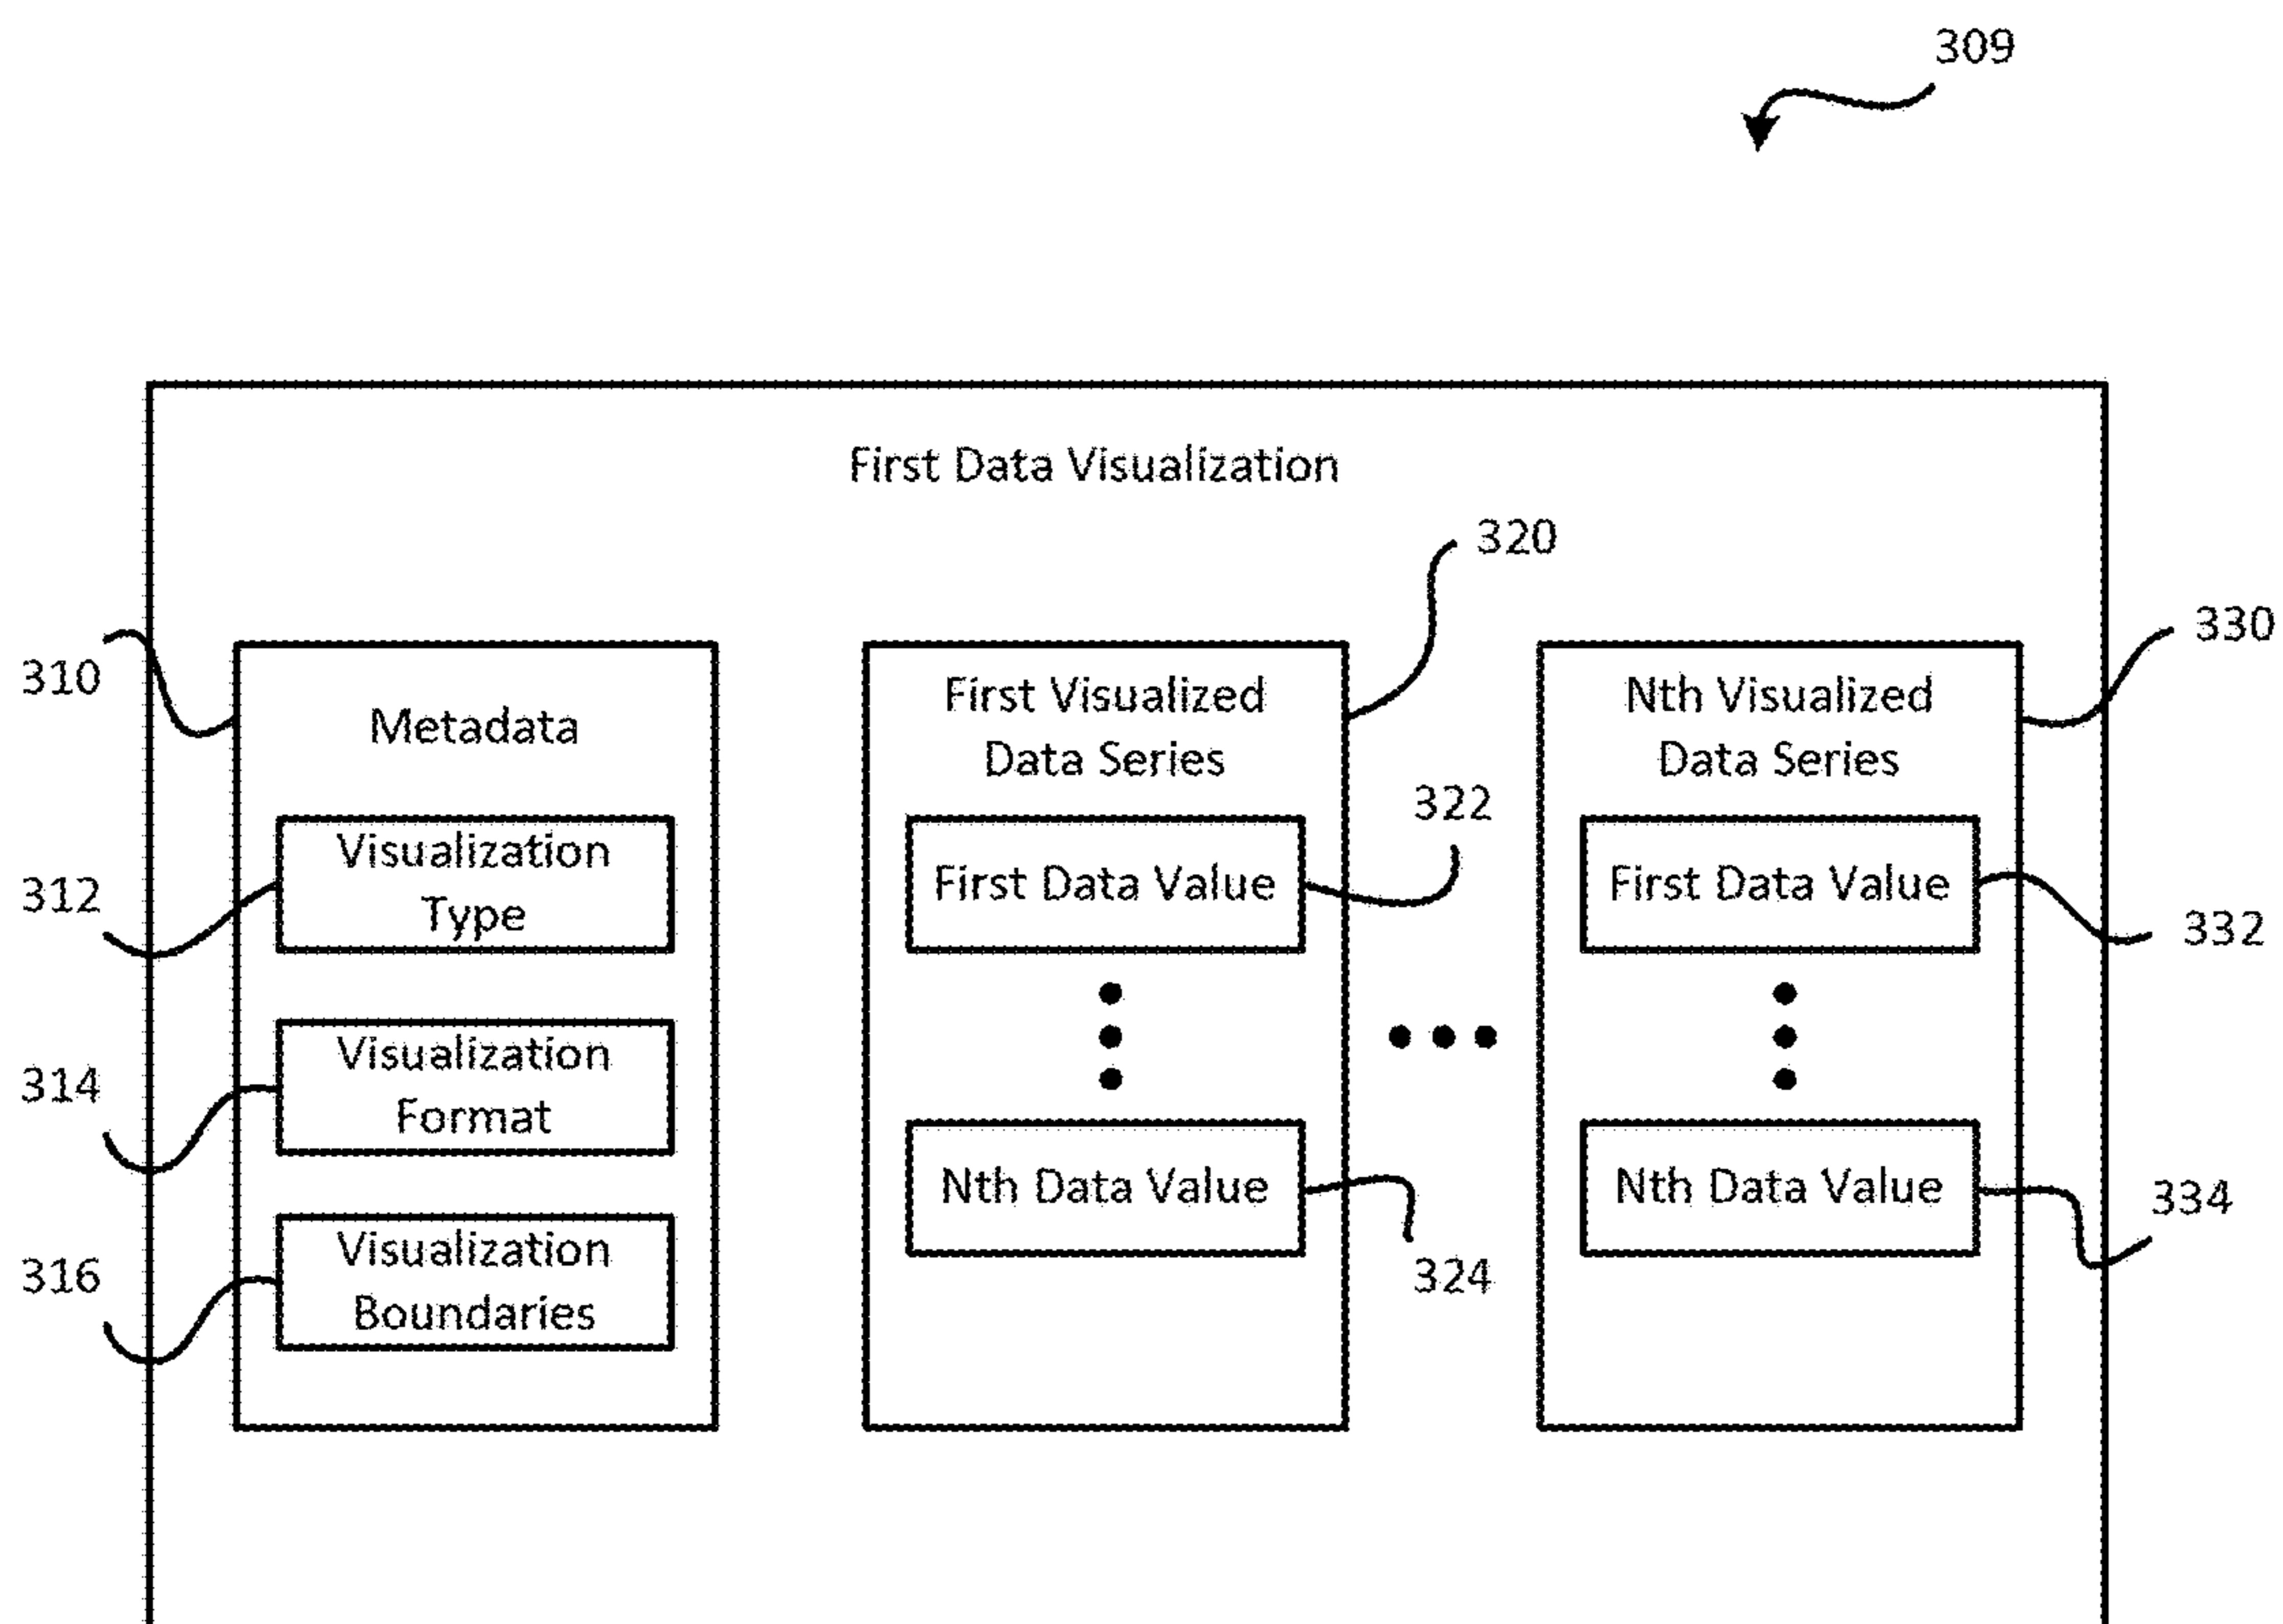 309
First Data Visualization
320
330
310
Metadata
First Visualized
Data Series
Nth Visualized
Data Series
312
Visualization
Type
322
First Data Value
First Data Value
332
314
Visualization
Format
Nth Data Value
324
Nth Data Value
334
316
Visualization
Boundaries